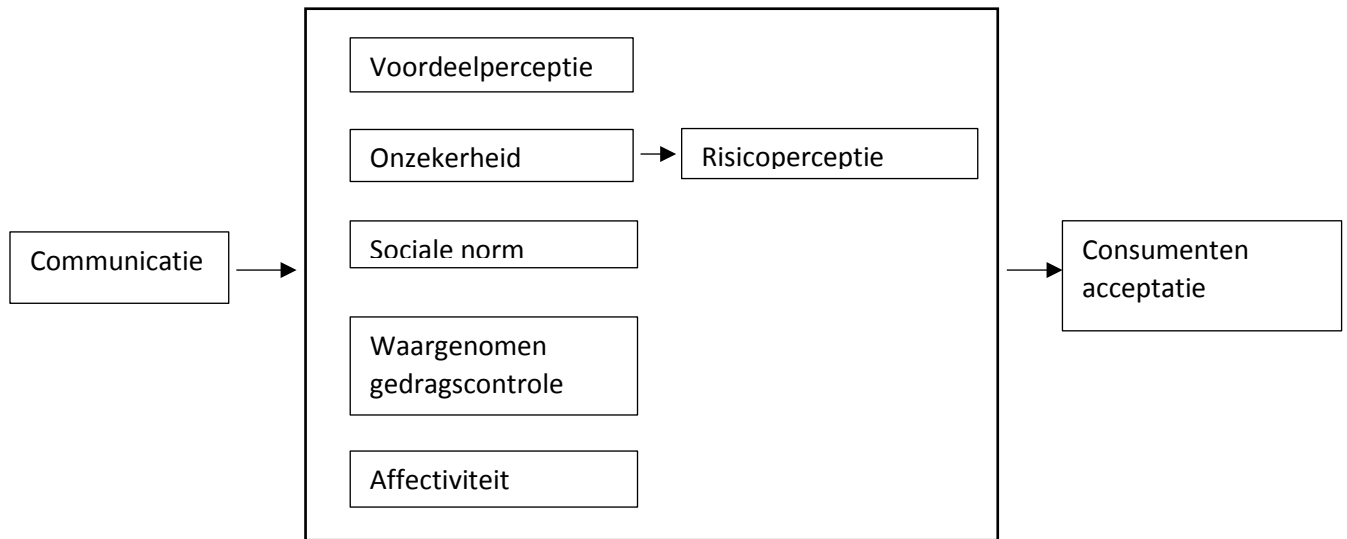 Voordeelperceptie
Onzekerheid
Risicoperceptie
Sociale norm
Communicatie
Consumenten
acceptatie
Waargenomen
gedragscontrole
Affectiviteit